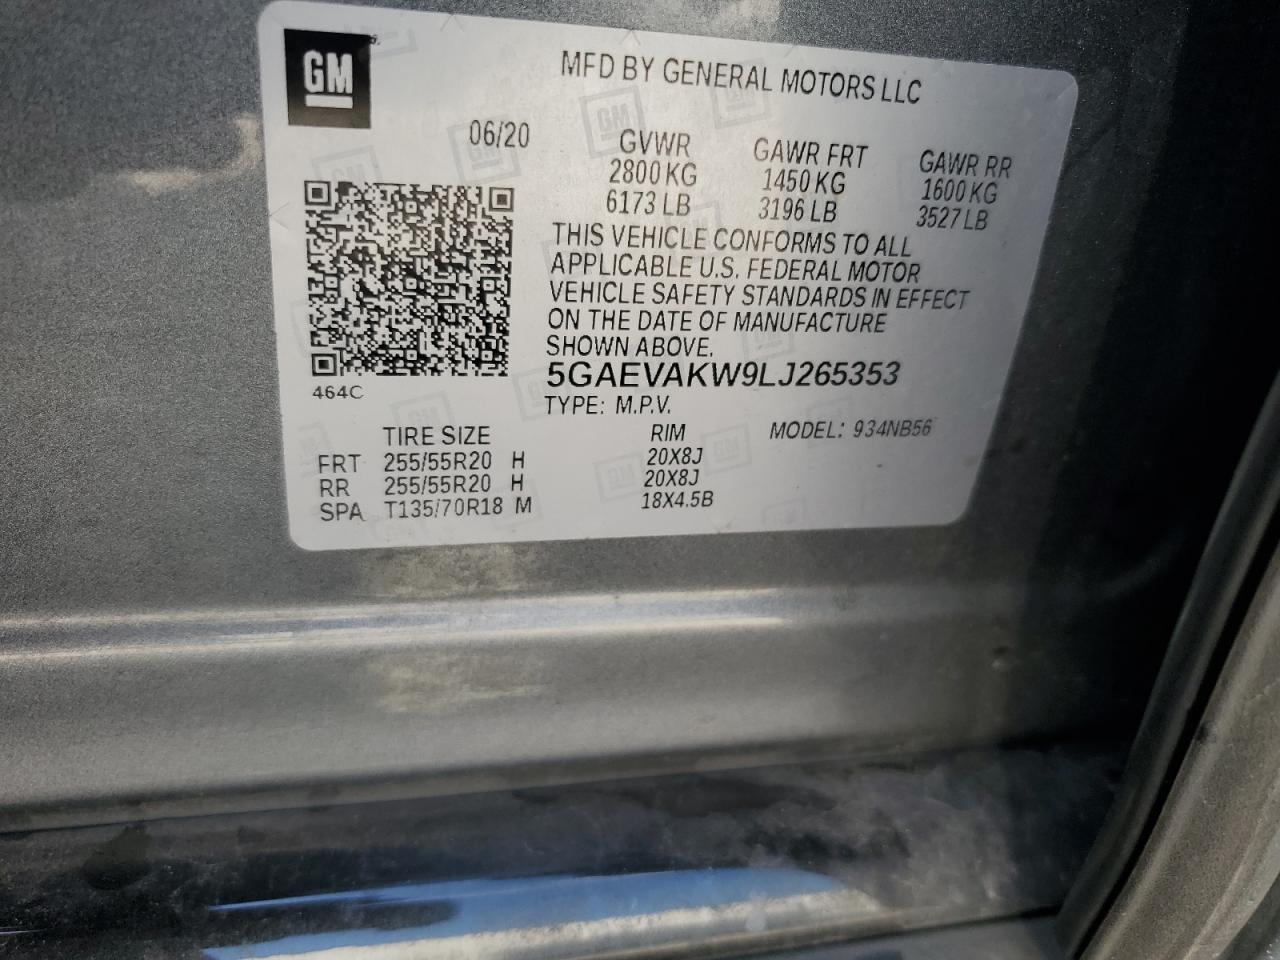 GM
MFD BY GENERAL MOTORS LLC
06/20 GVWR GAWR FRT GAWR RR
2800 KG 1450 KG 1600 KG
6173 LB 3196 LB 3527 LB
THIS VEHICLE CONFORMS TO ALL
APPLICABLE U.S. FEDERAL MOTOR
VEHICLE SAFETY STANDARDS IN EFFECT
ON THE DATE OF MANUFACTURE
SHOWN ABOVE.
5GAEVAKW9LJ265353
464C
TYPE: M.P.V. MODEL: 934NB56
TIRE SIZE RIM
FRT 255/55R20 H 20X8J
RR 255/55R20 H 20X8J
SPA T135/70R18 M 18X4.5B